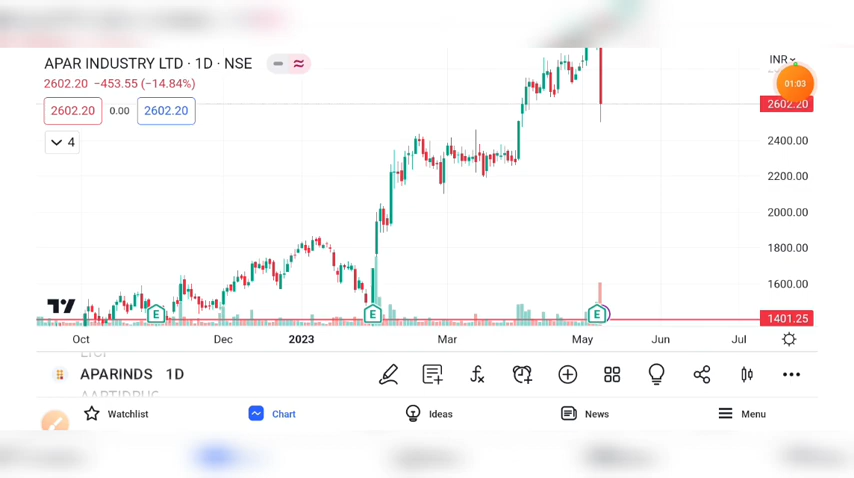 APAR INDUSTRY LTD · 1D · NSE
INR
2602.20 −453.55 (−14.84%)
01:03
2602.20 0.00 2602.20
2602.20
4
2400.00
2200.00
2000.00
1800.00
1600.00
E E E
1401.25
Oct Dec 2023 Mar May Jun Jul
APARINDS 1D
Watchlist Chart Ideas News Menu